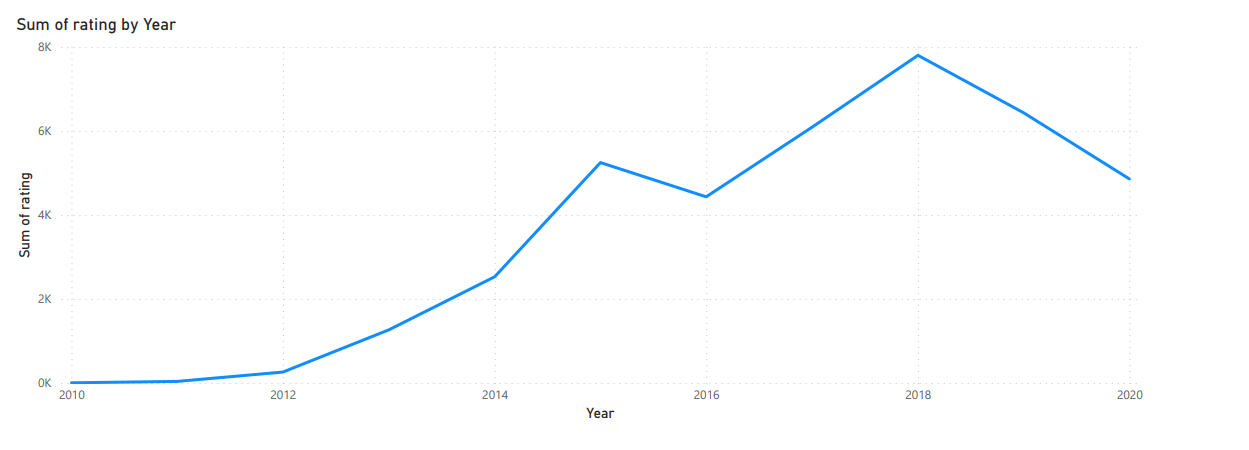 Sum of rating by Year
8K
6K
4K
2K
0K
Sum of rating
2010 2012 2014 2016 2018 2020
Year